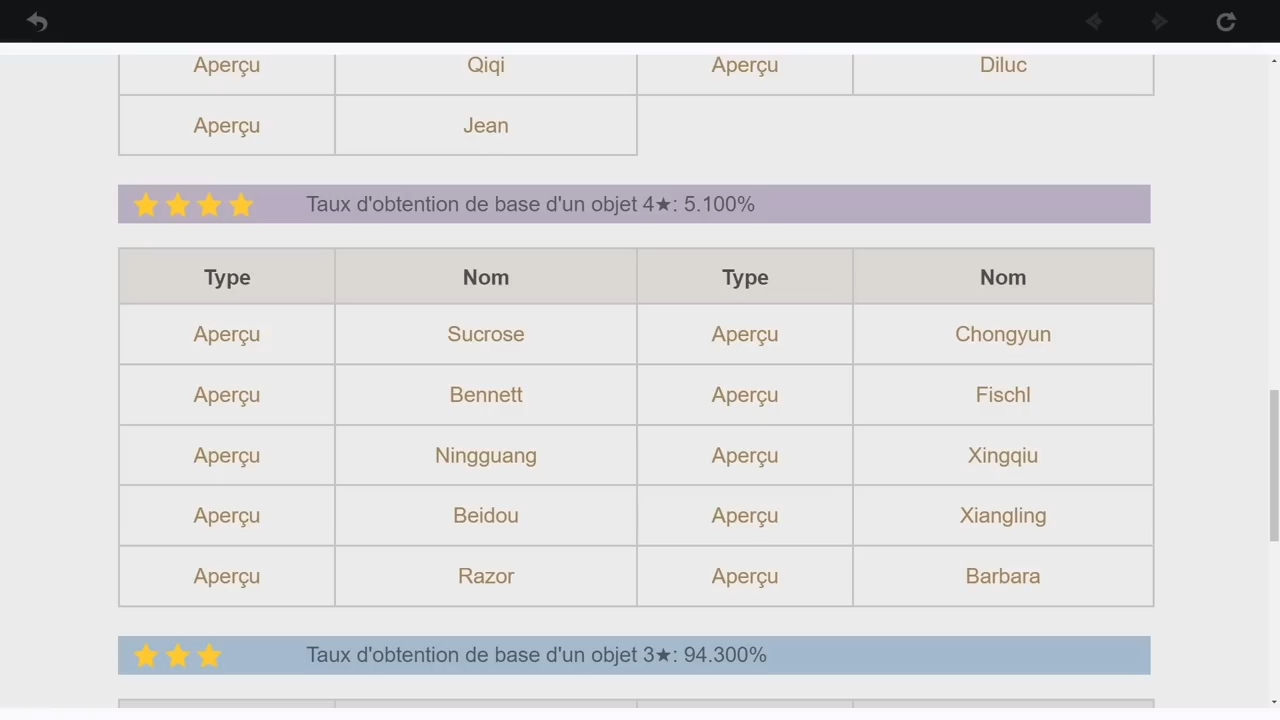 Aperçu Qiqi Aperçu Diluc
Aperçu Jean
Taux d'obtention de base d'un objet 4★: 5.100%
Type Nom Type Nom
Aperçu Sucrose Aperçu Chongyun
Aperçu Bennett Aperçu Fischl
Aperçu Ningguang Aperçu Xingqiu
Aperçu Beidou Aperçu Xiangling
Aperçu Razor Aperçu Barbara
Taux d'obtention de base d'un objet 3★: 94.300%